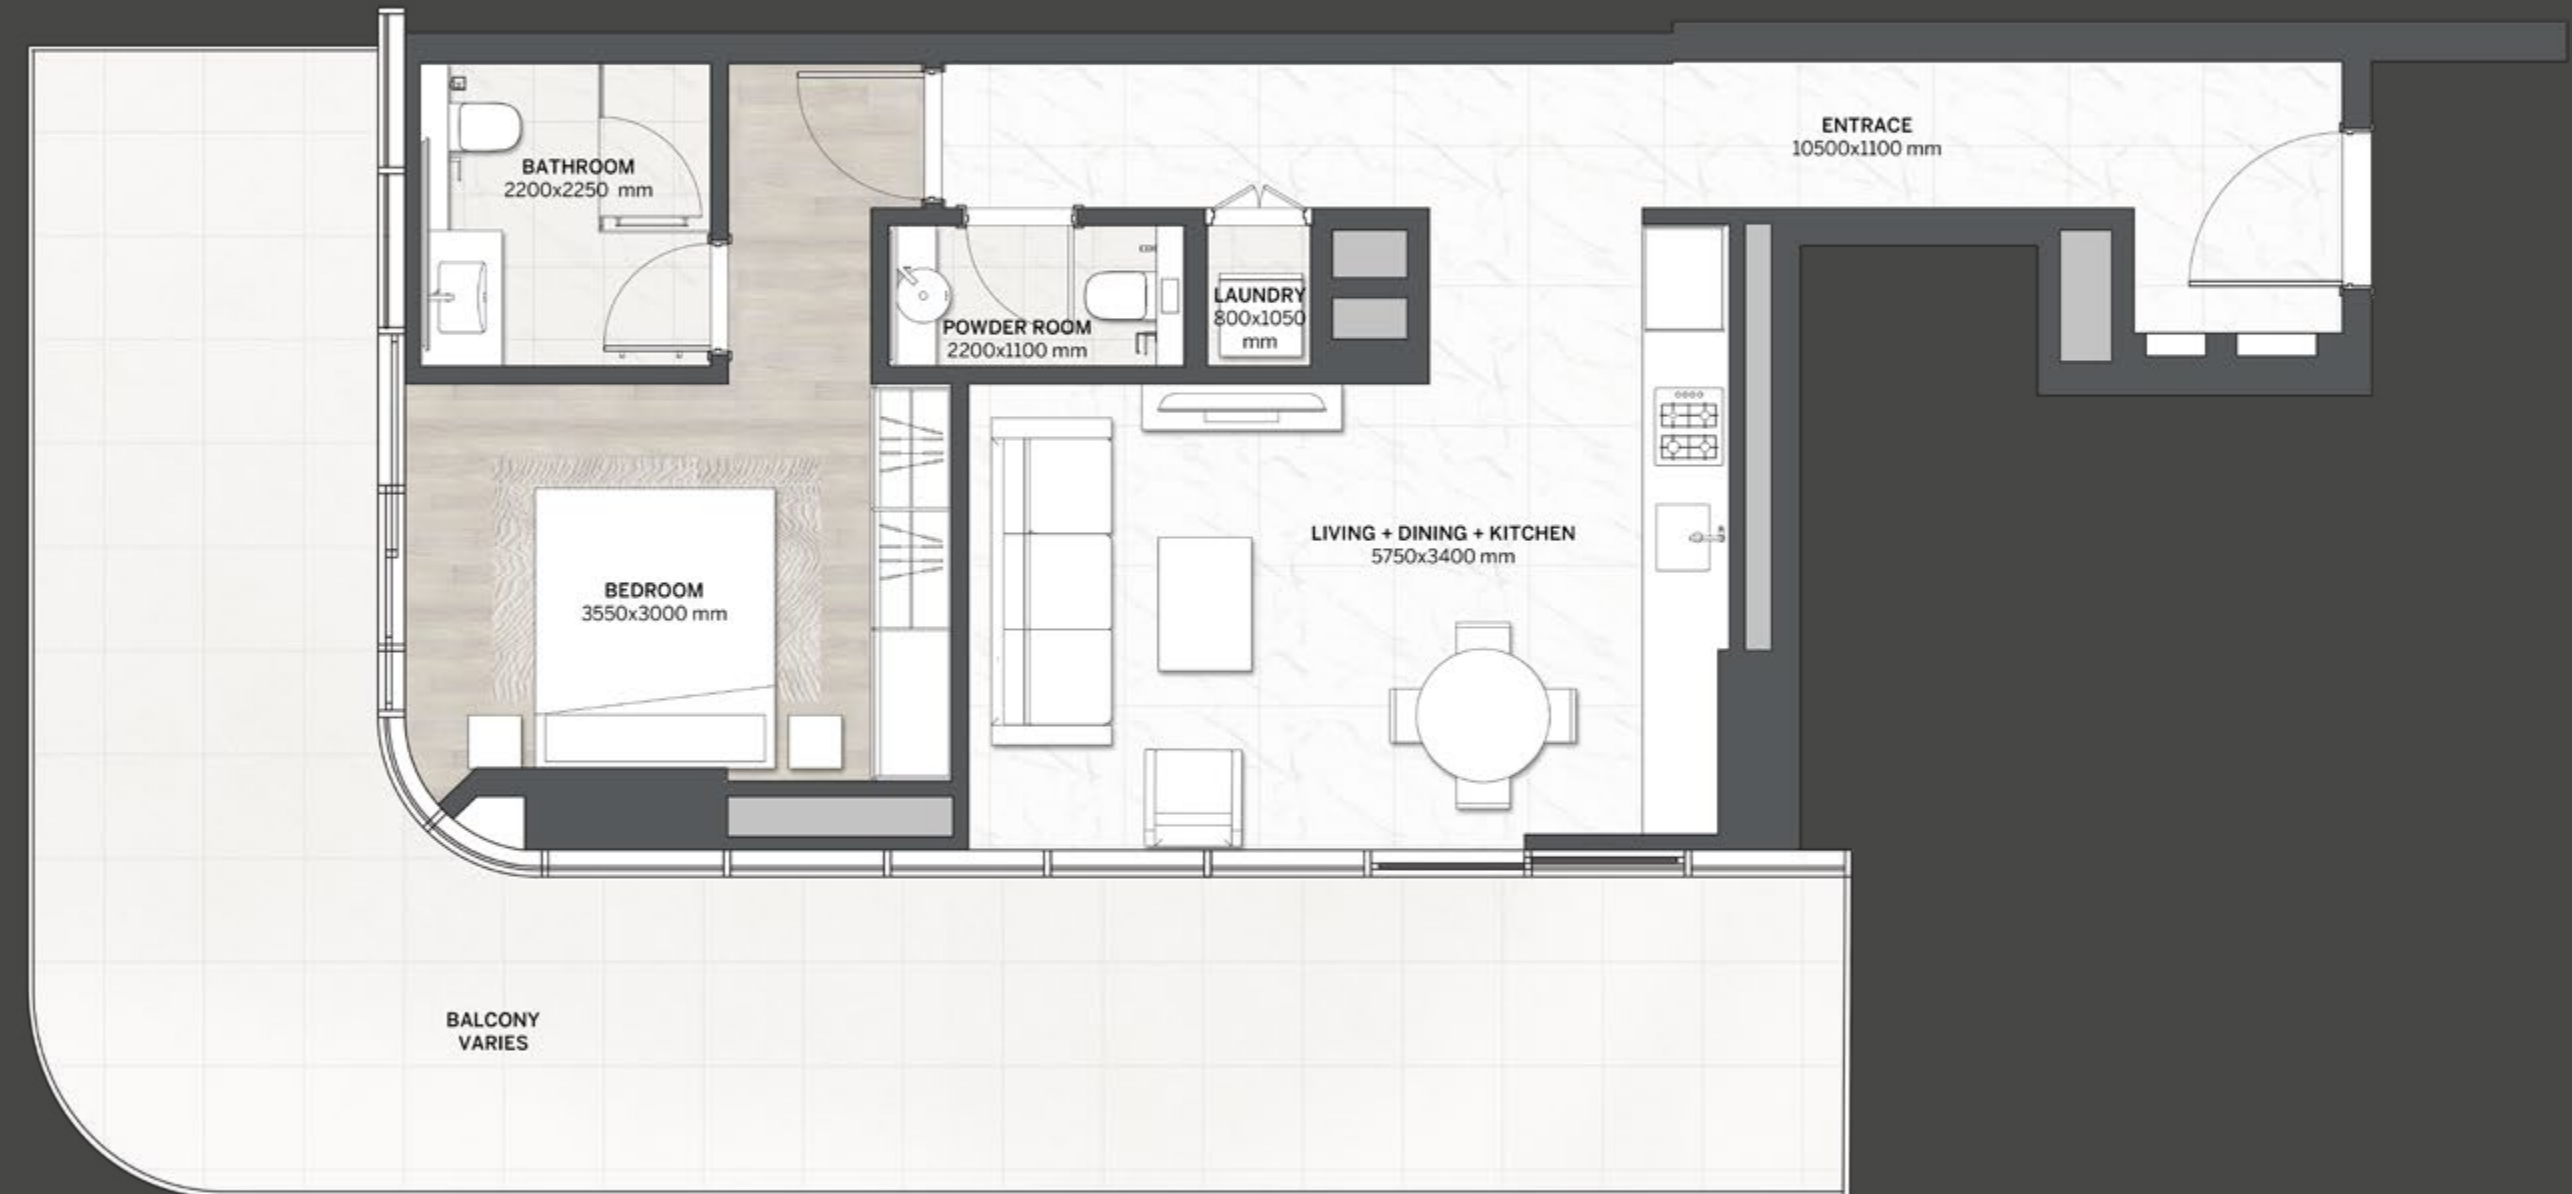 ENTRACE
10500x1100 mm
BATHROOM
2200x2250 mm
LAUNDRY
800x1050
mm
POWDER ROOM
2200x1100 mm
LIVING + DINING + KITCHEN
5750x3400 mm
BEDROOM
3550x3000 mm
BALCONY
VARIES